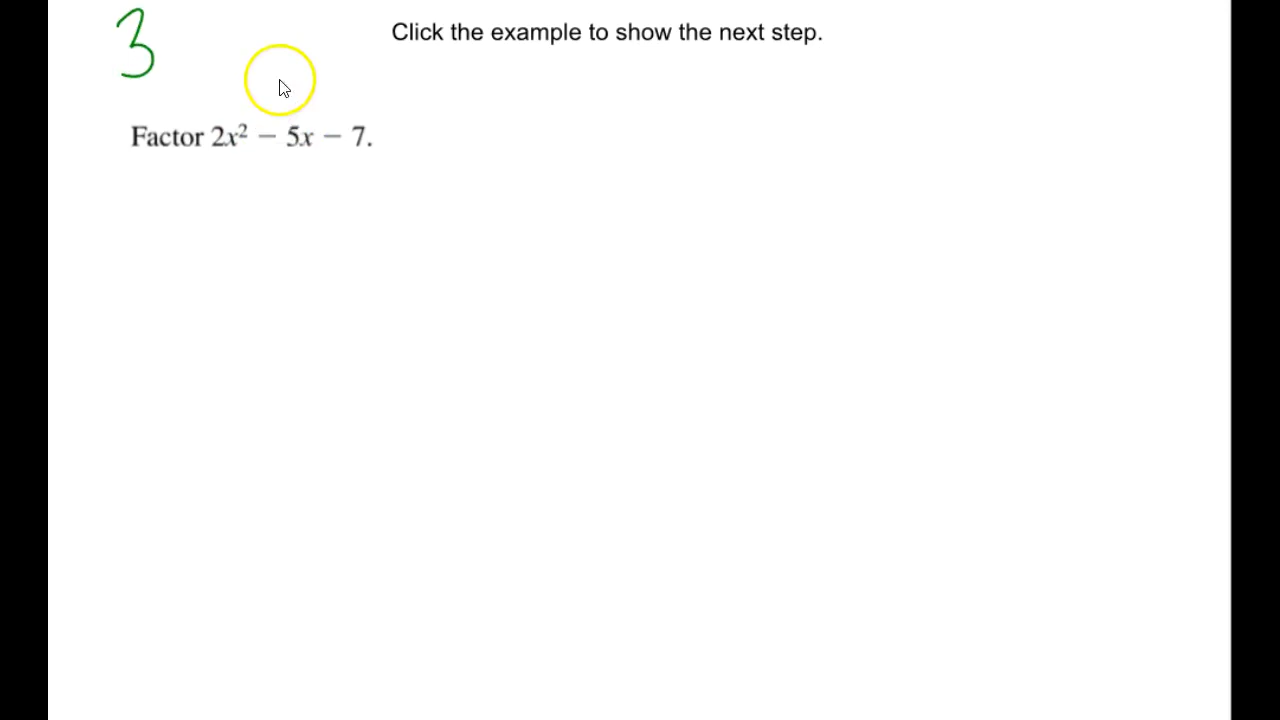 3
Click the example to show the next step.
Factor 2x² − 5x − 7.